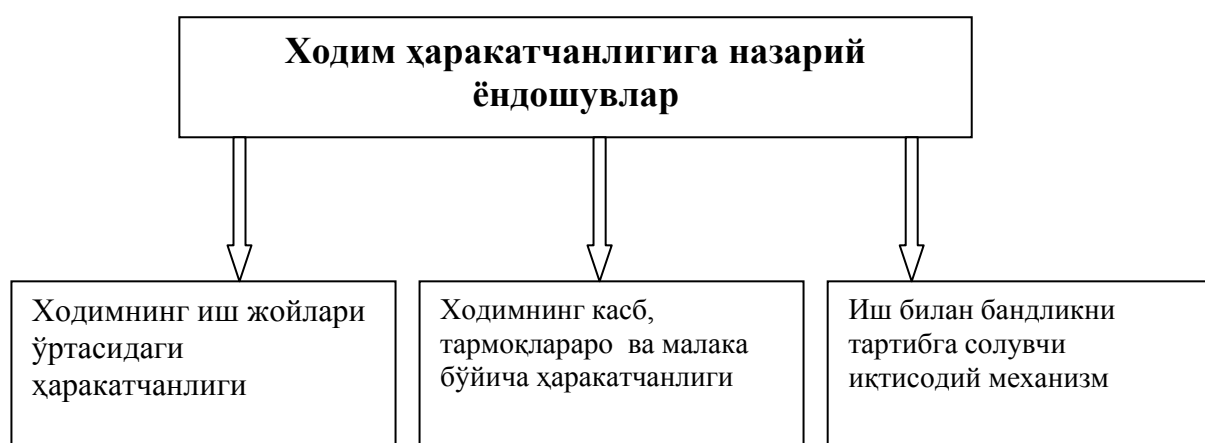 Ходим ҳаракатчанлигига назарий
ёндошувлар
Ходимнинг иш жойлари
ўртасидаги
ҳаракатчанлиги
Ходимнинг касб,
тармоқлараро ва малака
бўйича ҳаракатчанлиги
Иш билан бандликни
тартибга солувчи
иқтисодий механизм